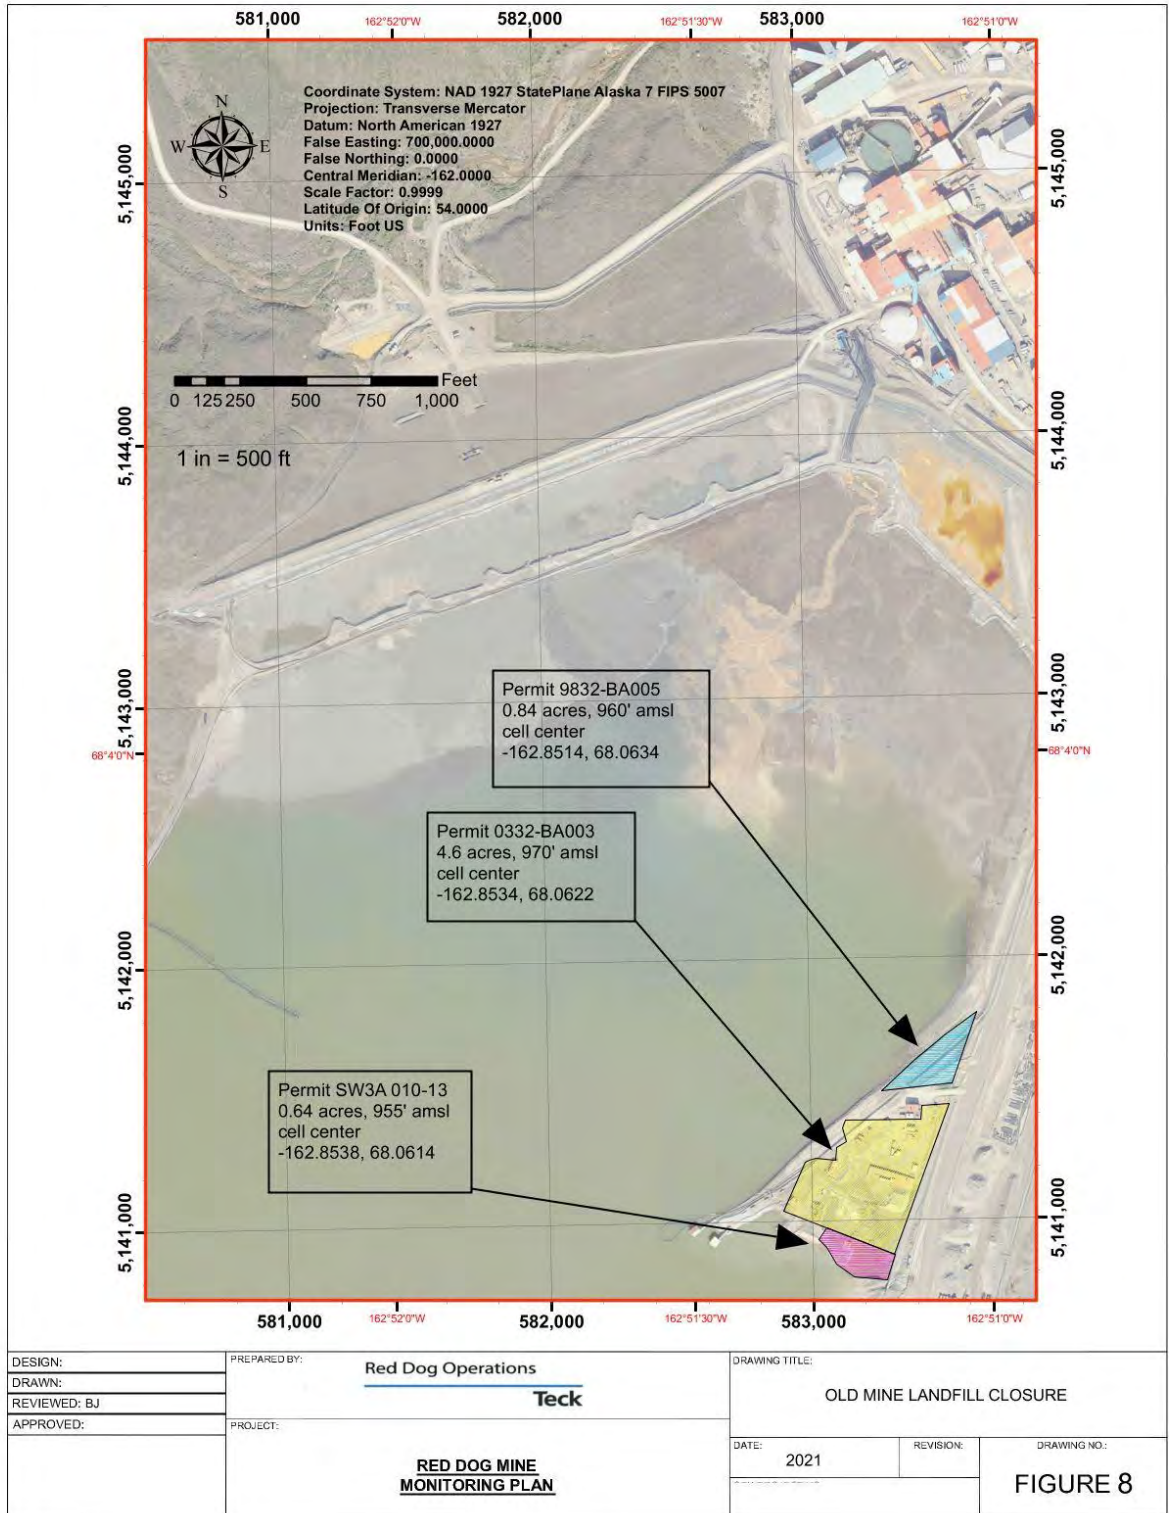 581,000
162°52'0"W
582,000
162°51'30"W
583,000
162°51'0"W
N
W
E
S
Coordinate System: NAD 1927 StatePlane Alaska 7 FIPS 5007
Projection: Transverse Mercator
Datum: North American 1927
False Easting: 700,000.0000
False Northing: 0.0000
Central Meridian: -162.0000
Scale Factor: 0.9999
Latitude Of Origin: 54.0000
Units: Foot US
5,145,000
5,145,000
Feet
0 125 250 500 750 1,000
1 in = 500 ft
5,144,000
5,144,000
5,143,000
5,143,000
68°4'0"N
68°4'0"N
Permit 9832-BA005
0.84 acres, 960' amsl
cell center
-162.8514, 68.0634
Permit 0332-BA003
4.6 acres, 970' amsl
cell center
-162.8534, 68.0622
5,142,000
5,142,000
Permit SW3A 010-13
0.64 acres, 955' amsl
cell center
-162.8538, 68.0614
5,141,000
5,141,000
581,000
162°52'0"W
582,000
162°51'30"W
583,000
162°51'0"W
DESIGN:
DRAWN:
REVIEWED: BJ
APPROVED:
PREPARED BY:
Red Dog Operations
Teck
PROJECT:
RED DOG MINE
MONITORING PLAN
DRAWING TITLE:
OLD MINE LANDFILL CLOSURE
DATE:
2021
REVISION:
DRAWING NO.:
FIGURE 8